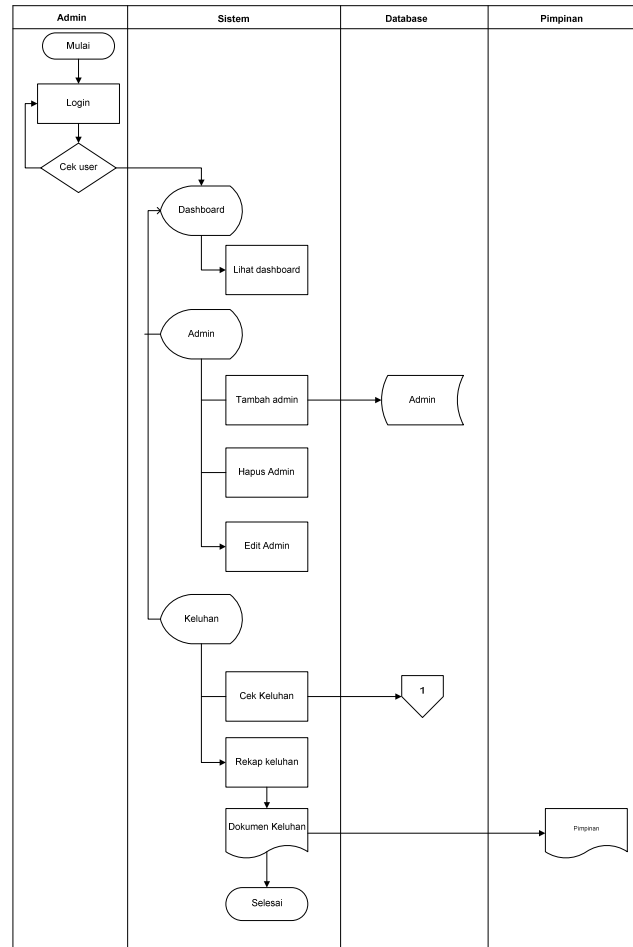 Admin
Sistem
Database
Pimpinan
Mulai
Login
Cek user
Dashboard
Lihat dashboard
Admin
Tambah admin
Admin
Hapus Admin
Edit Admin
Keluhan
Cek Keluhan
1
Rekap keluhan
Dokumen Keluhan
Pimpinan
Selesai